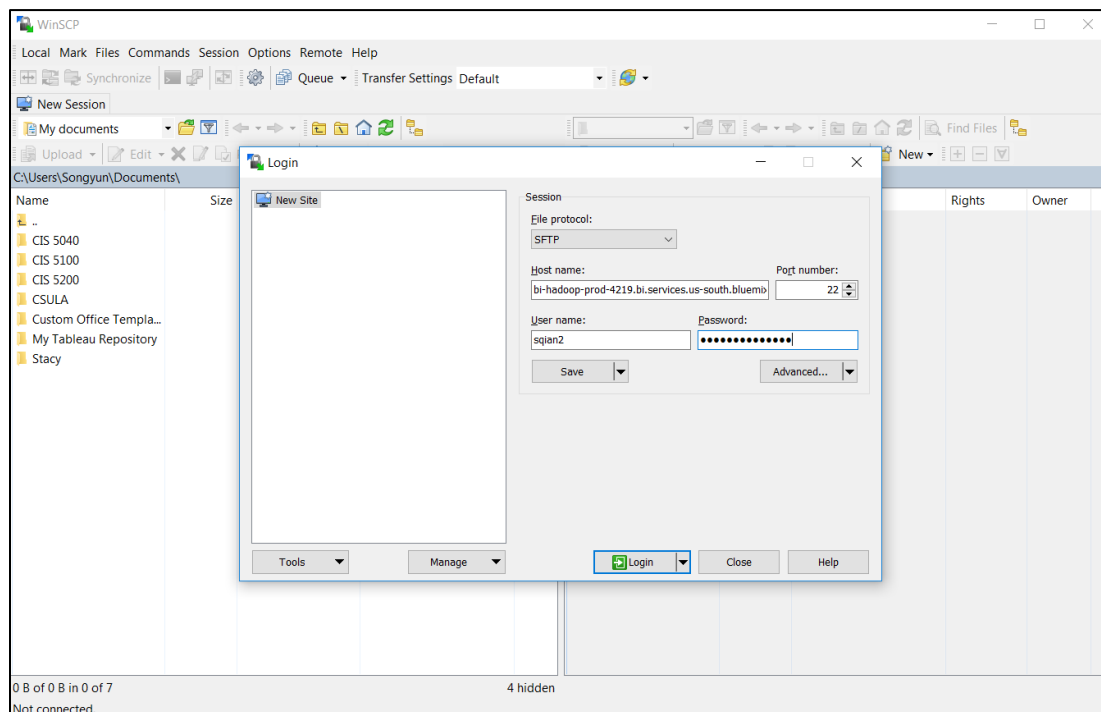 WinSCP
Local Mark Files Commands Session Options Remote Help
Synchronize Queue Transfer Settings Default
New Session
My documents Find Files
Upload Edit New
C:\Users\Songyun\Documents\
Name Size Rights Owner
..
CIS 5040
CIS 5100
CIS 5200
CSULA
Custom Office Templa...
My Tableau Repository
Stacy
Login
New Site
Session
File protocol:
SFTP
Host name: Port number:
bi-hadoop-prod-4219.bi.services.us-south.bluemi 22
User name: Password:
sqian2 ●●●●●●●●●●●●●●
Save Advanced...
Tools Manage Login Close Help
0 B of 0 B in 0 of 7 4 hidden
Not connected.